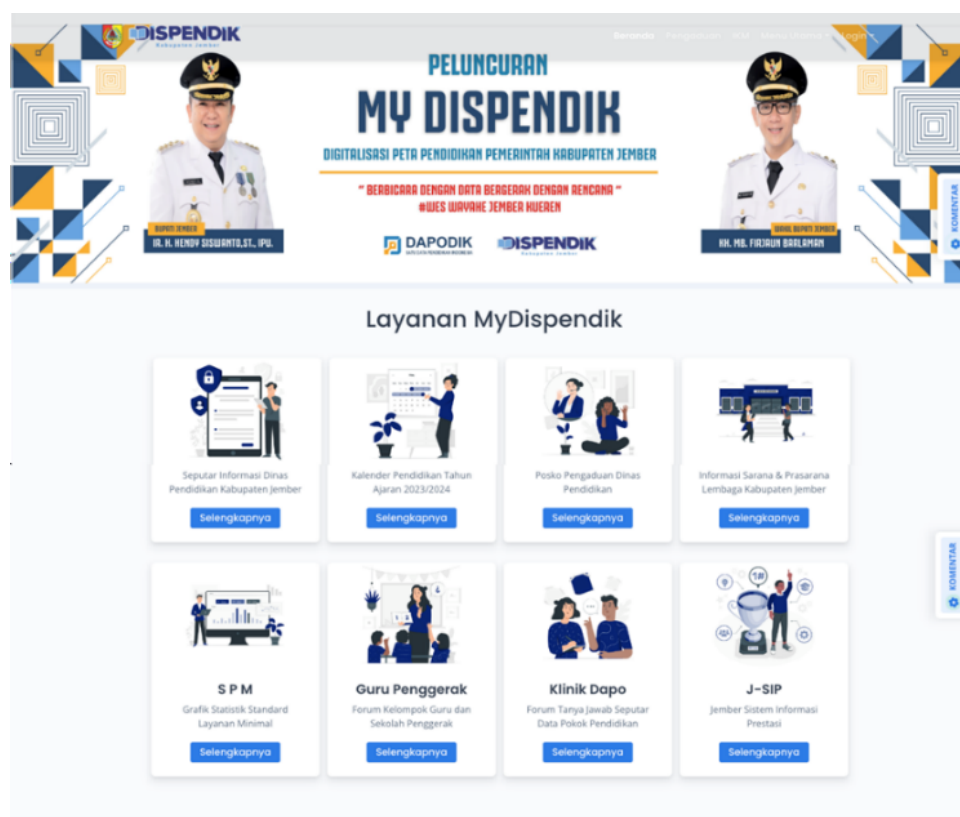 DISPENDIK
Kabupaten Jember
Beranda Pengaduan IKM Menu Utama Login
PELUNCURAN
MY DISPENDIK
DIGITALISASI PETA PENDIDIKAN PEMERINTAH KABUPATEN JEMBER
" BERBICARA DENGAN DATA BERGERAK DENGAN RENCANA "
#WES WAYAHE JEMBER KUEREN
BUPATI JEMBER
IR. H. HENDY SISWANTO,ST., IPU.
DAPODIK
DISPENDIK
Kabupaten Jember
WAKIL BUPATI JEMBER
KH. MB. FIRJAUN BARLAMAN
KOMENTAR
Layanan MyDispendik
Seputar Informasi Dinas
Pendidikan Kabupaten Jember
Selengkapnya
Kalender Pendidikan Tahun
Ajaran 2023/2024
Selengkapnya
Posko Pengaduan Dinas
Pendidikan
Selengkapnya
Informasi Sarana & Prasarana
Lembaga Kabupaten Jember
Selengkapnya
KOMENTAR
S P M
Grafik Statistik Standard
Layanan Minimal
Selengkapnya
Guru Penggerak
Forum Kelompok Guru dan
Sekolah Penggerak
Selengkapnya
Klinik Dapo
Forum Tanya Jawab Seputar
Data Pokok Pendidikan
Selengkapnya
1#
J-SIP
Jember Sistem Informasi
Prestasi
Selengkapnya